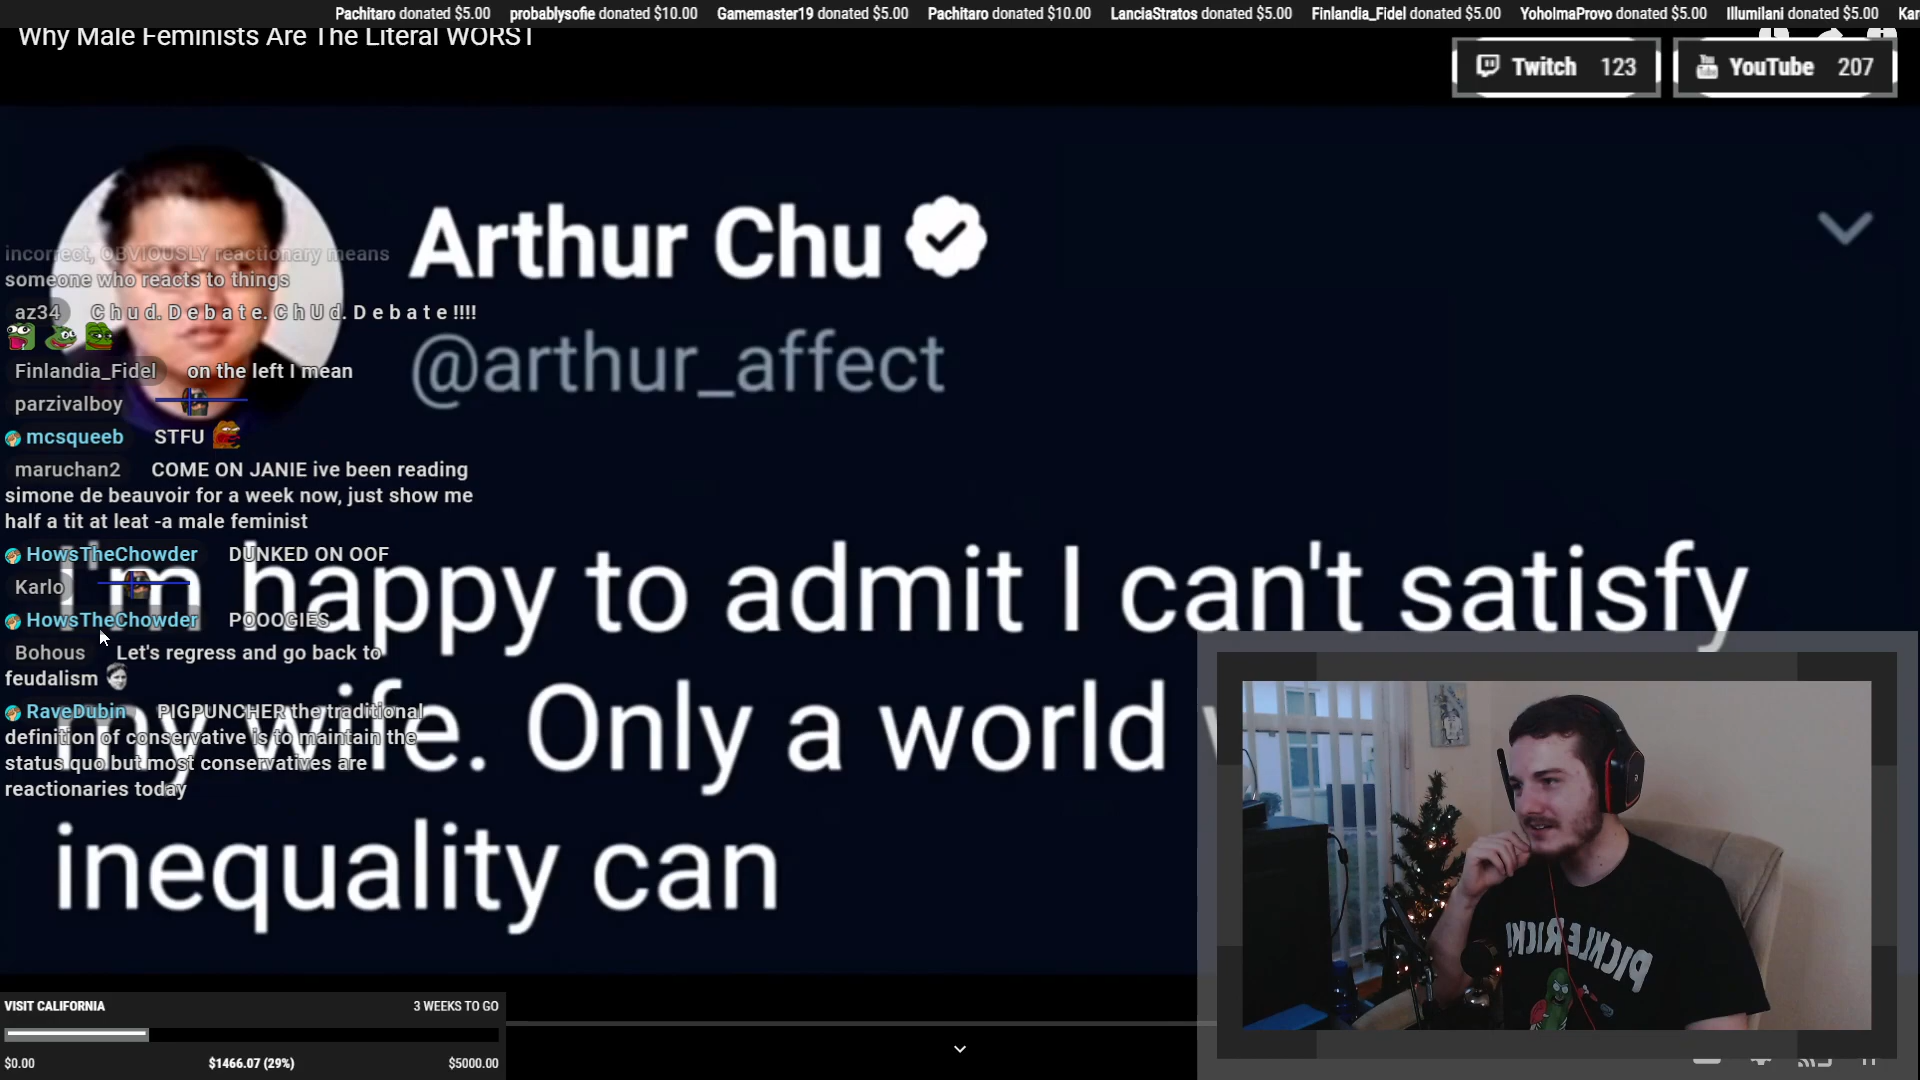 Pachitaro donated $5.00 probablysofie donated $10.00 Gamemaster19 donated $5.00 Pachitaro donated $10.00 LanciaStratos donated $5.00 Finlandia_Fidel donated $5.00 YoholmaProvo donated $5.00 Illumilani donated $5.00 Kar
Why Male Feminists Are The Literal WORST
Twitch 123 YouTube 207
Arthur Chu
@arthur_affect
incorrect, OBVIOUSLY reactionary means
someone who reacts to things
az34 C h u d. D e b a t e. C h U d. D e b a t e !!!!
Finlandia_Fidel on the left I mean
parzivalboy
mcsqueeb STFU
maruchan2 COME ON JANIE ive been reading
simone de beauvoir for a week now, just show me
half a tit at leat -a male feminist
HowsTheChowder DUNKED ON OOF
Karlo
HowsTheChowder POOOGIES
Bohous Let's regress and go back to
feudalism
RaveDubin PIGPUNCHER the traditional
definition of conservative is to maintain the
status quo but most conservatives are
reactionaries today
I'm happy to admit I can't satisfy
my wife. Only a world
inequality can
PICKLE RICK!
VISIT CALIFORNIA 3 WEEKS TO GO
$0.00 $1466.07 (29%) $5000.00